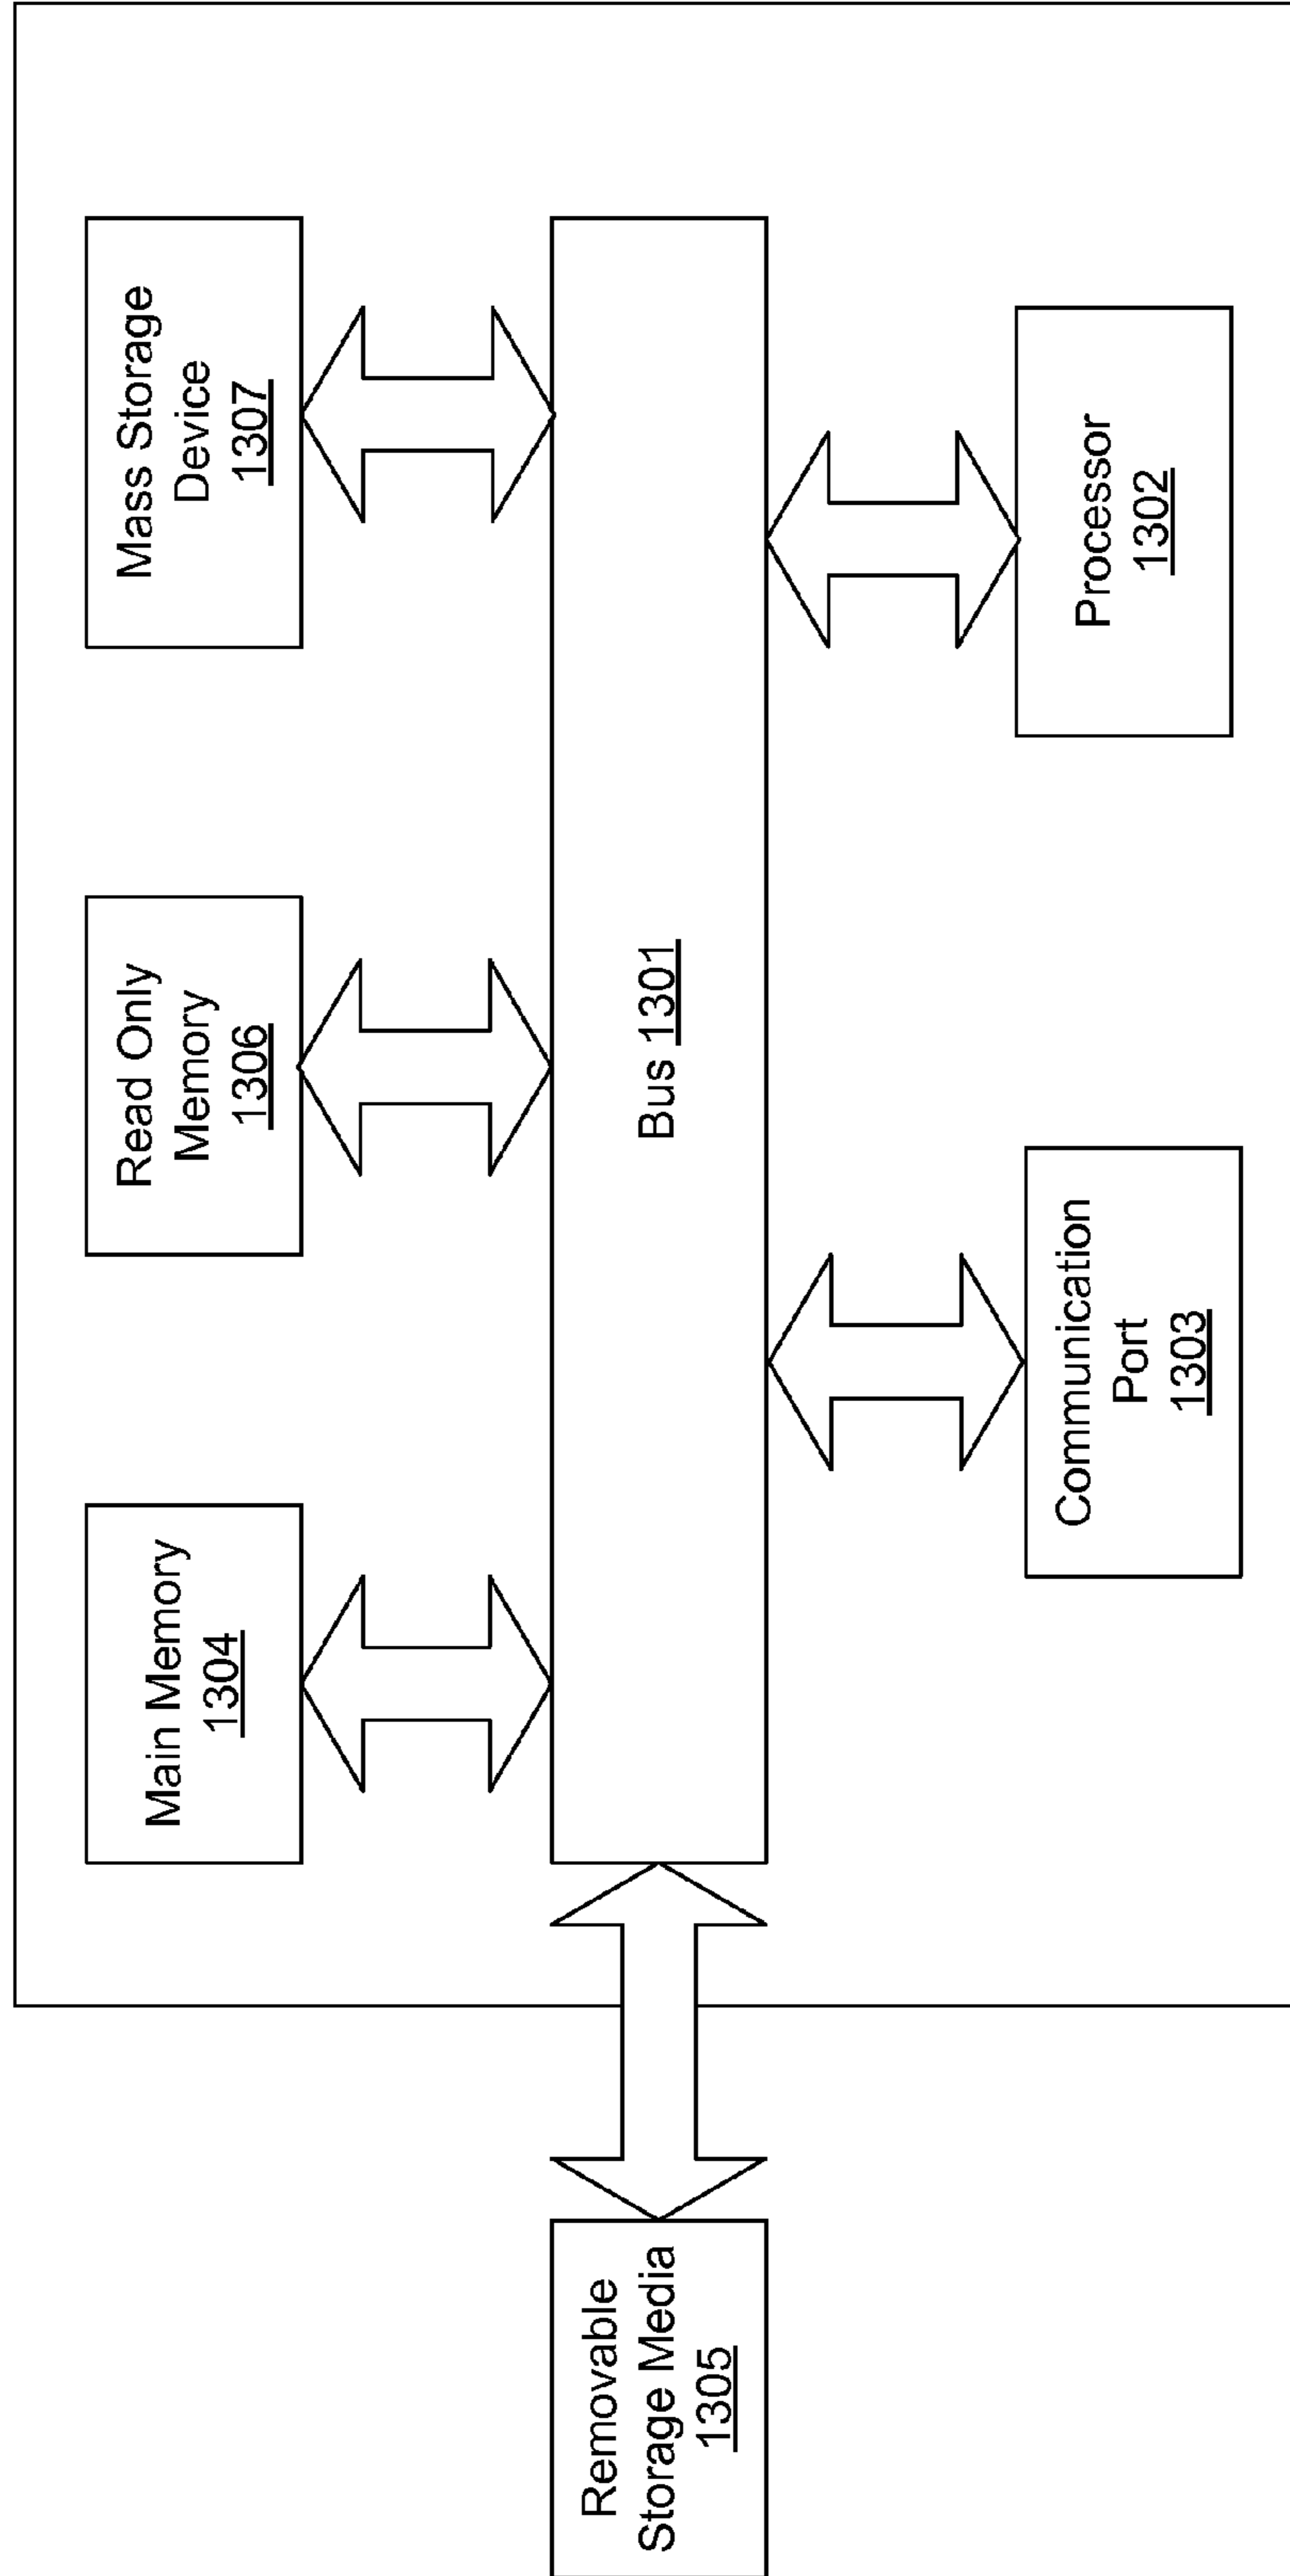 Main Memory
1304
Read Only
Memory
1306
Mass Storage
Device
1307
Removable
Storage Media
1305
Bus 1301
Communication
Port
1303
Processor
1302